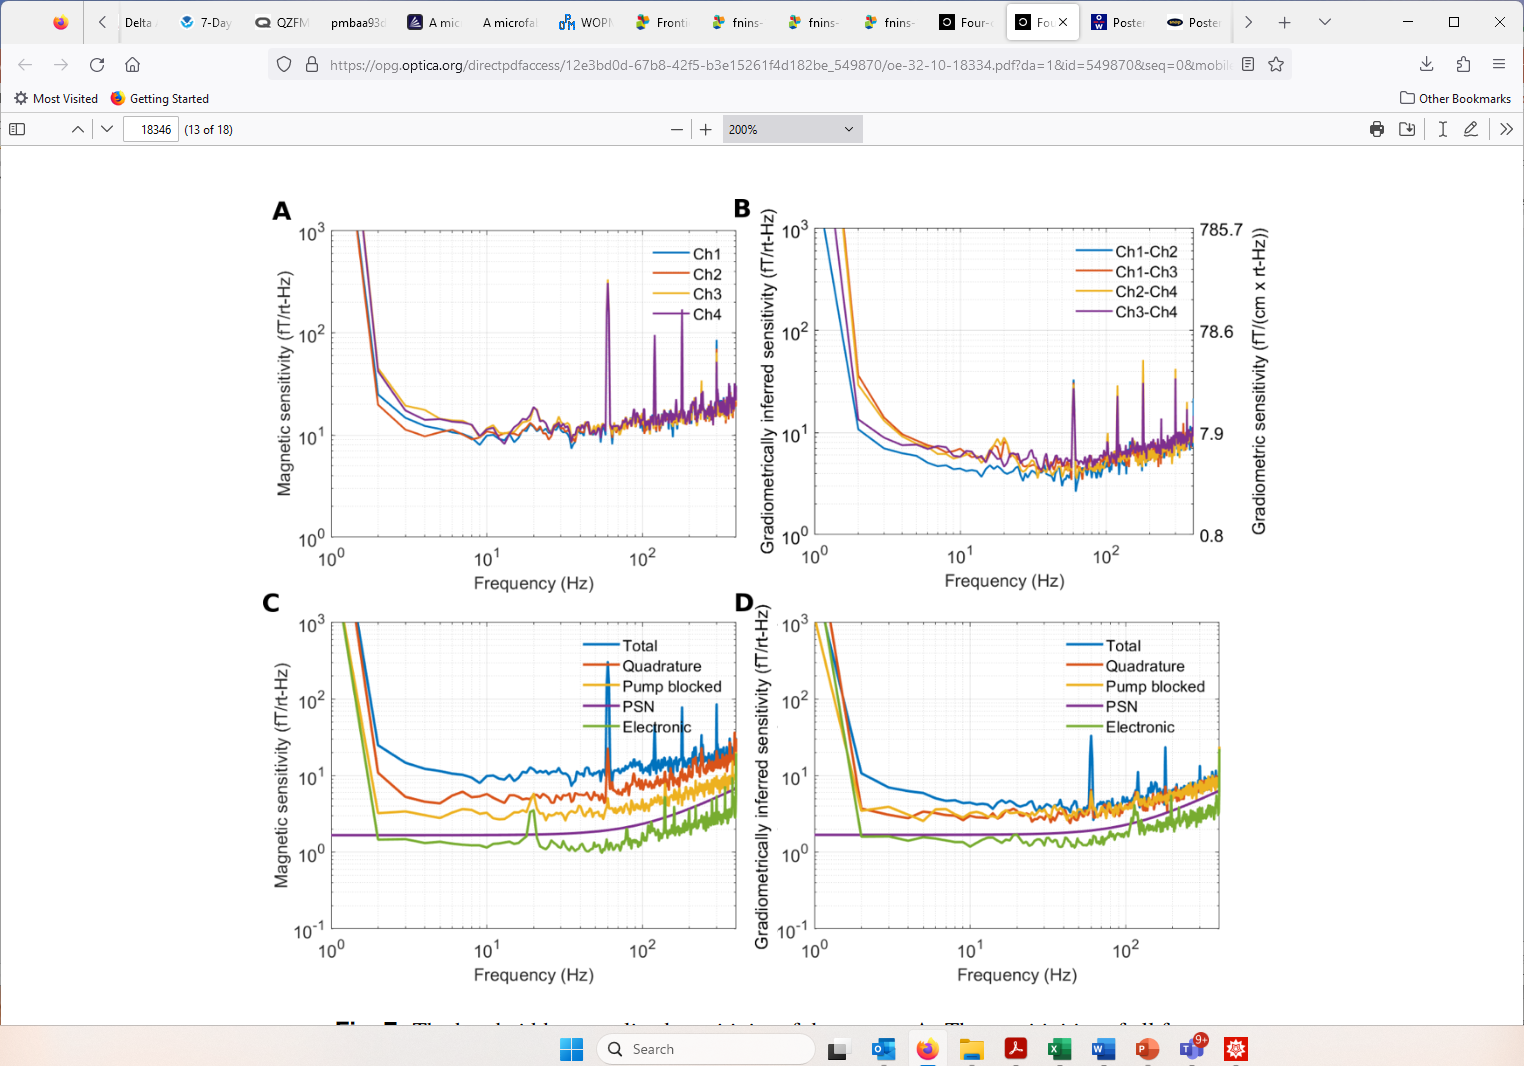 Delta
7-Day
QZFM
pmbaa93d
A mic
A microfal
WOPM
Fronti
fnins-
fnins-
fnins-
Four-
Fou
Poster
Poster
https://opg.optica.org/directpdfaccess/12e3bd0d-67b8-42f5-b3e15261f4d182be_549870/oe-32-10-18334.pdf?da=1&id=549870&seq=0&mobil
Most Visited
Getting Started
Other Bookmarks
18346
(13 of 18)
200%
A
Magnetic sensitivity (fT/rt-Hz)
10³
10²
10¹
10⁰
Ch1
Ch2
Ch3
Ch4
10⁰
10¹
10²
Frequency (Hz)
B
Gradiometrically inferred sensitivity (fT/rt-Hz)
10³
10²
10¹
10⁰
Ch1-Ch2
Ch1-Ch3
Ch2-Ch4
Ch3-Ch4
785.7
78.6
7.9
0.8
Gradiometric sensitivity (fT/(cm x rt-Hz))
10⁰
10¹
10²
Frequency (Hz)
C
Magnetic sensitivity (fT/rt-Hz)
10³
10²
10¹
10⁰
10⁻¹
Total
Quadrature
Pump blocked
PSN
Electronic
10⁰
10¹
10²
Frequency (Hz)
D
Gradiometrically inferred sensitivity (fT/rt-Hz)
10³
10²
10¹
10⁰
10⁻¹
Total
Quadrature
Pump blocked
PSN
Electronic
10⁰
10¹
10²
Frequency (Hz)
Search
9+